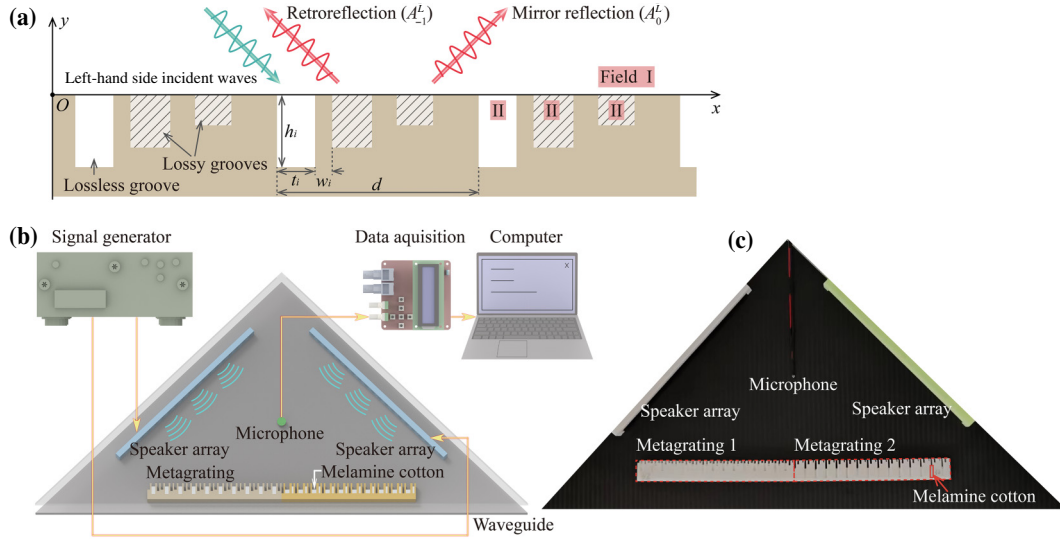 (a)
y
Retroreflection (A^L_{-1})
Mirror reflection (A^L_0)
Left-hand side incident waves
Field I
O
x
II
II
II
h_i
Lossy grooves
Lossless groove
t_i
w_i
d
(b)
Signal generator
Data aquisition
Computer
X
Microphone
Speaker array
Speaker array
Metagrating
Melamine cotton
Waveguide
(c)
Microphone
Speaker array
Speaker array
Metagrating 1
Metagrating 2
Melamine cotton